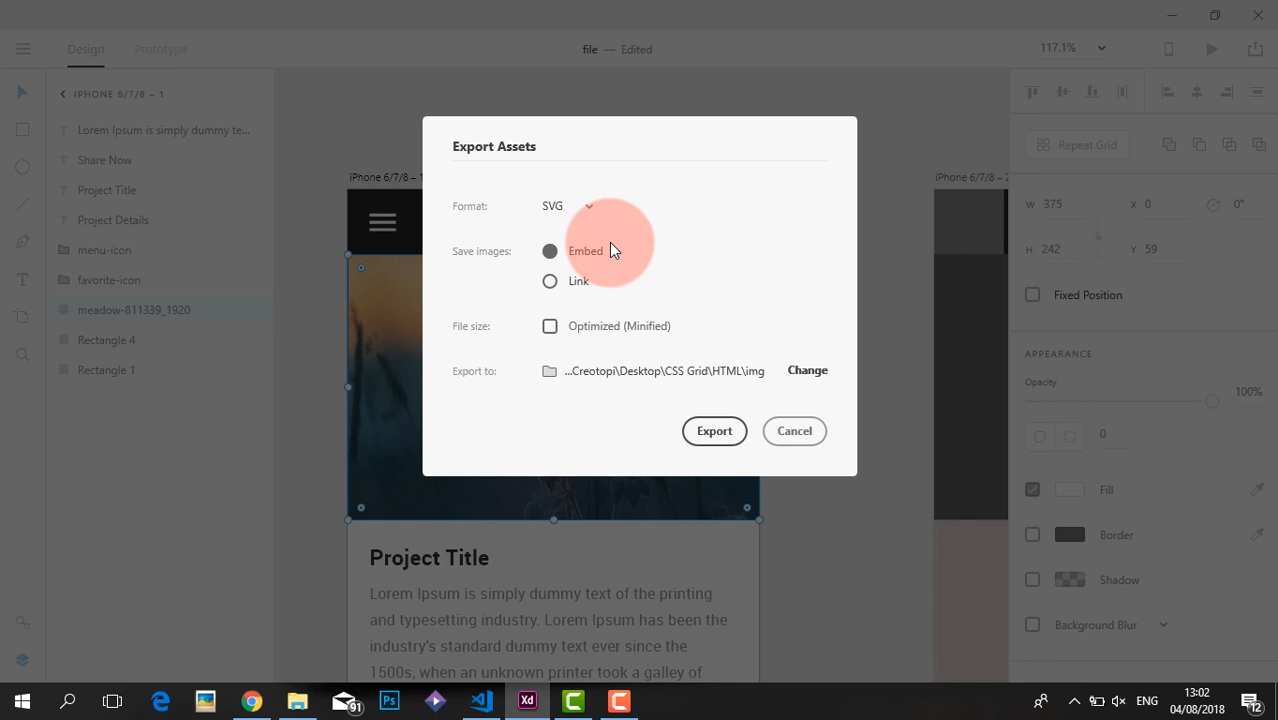 Design
Prototype
file — Edited
117.1%
IPHONE 6/7/8 – 1
Lorem Ipsum is simply dummy te...
Share Now
Project Title
Project Details
menu-icon
favorite-icon
meadow-811339_1920
Rectangle 4
Rectangle 1
iPhone 6/7/8 – 1
iPhone 6/7/8 – 2
Export Assets
Format:
SVG
Save images:
Embed
Link
File size:
Optimized (Minified)
Export to:
...Creotopi\Desktop\CSS Grid\HTML\img
Change
Export
Cancel
Project Title
Lorem Ipsum is simply dummy text of the printing
and typesetting industry. Lorem Ipsum has been the
industry's standard dummy text ever since the
1500s, when an unknown printer took a galley of
Repeat Grid
W 375
X 0
0°
H 242
Y 59
Fixed Position
APPEARANCE
Opacity
100%
0
Fill
Border
Shadow
Background Blur
91
Ps
Xd
C
C
ENG
13:02
04/08/2018
12